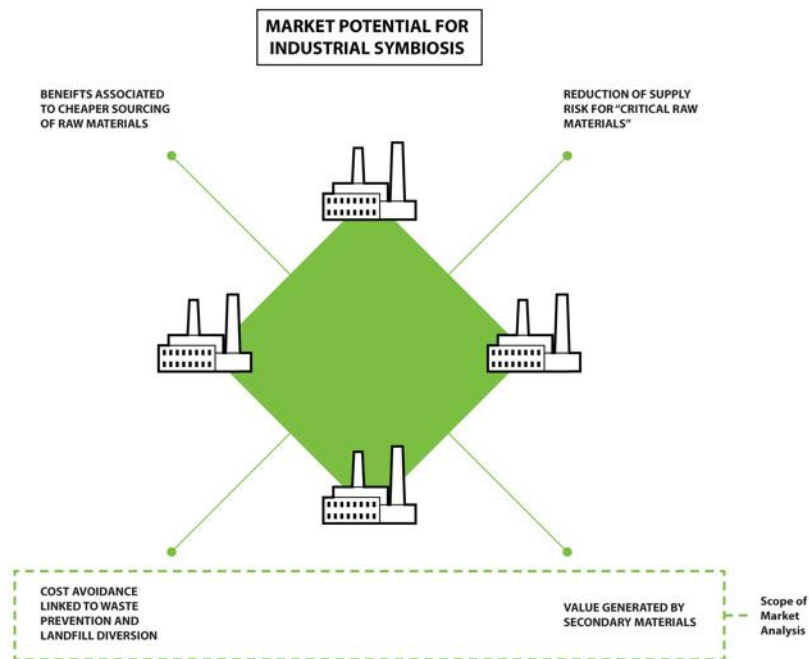 MARKET POTENTIAL FOR
INDUSTRIAL SYMBIOSIS
BENEIFTS ASSOCIATED
TO CHEAPER SOURCING
OF RAW MATERIALS
REDUCTION OF SUPPLY
RISK FOR “CRITICAL RAW
MATERIALS”
COST AVOIDANCE
LINKED TO WASTE
PREVENTION AND
LANDFILL DIVERSION
VALUE GENERATED BY
SECONDARY MATERIALS
Scope of
Market
Analysis